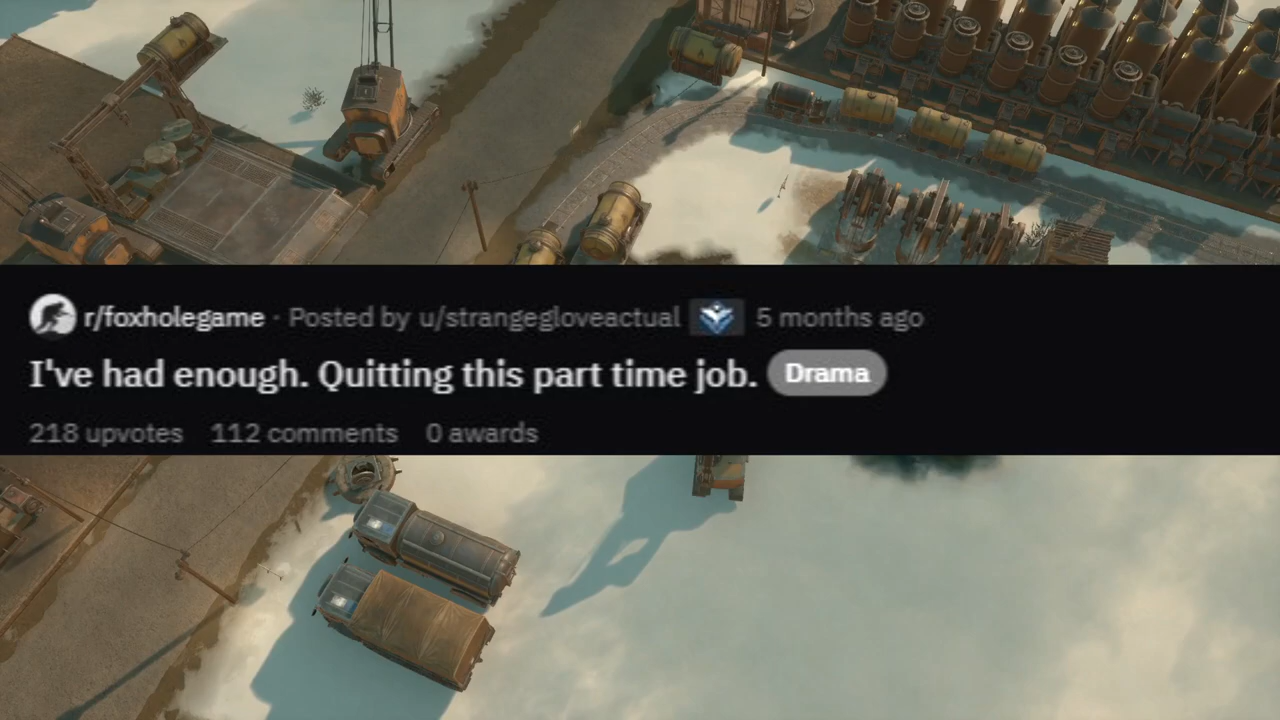 r/foxholegame · Posted by u/strangegloveactual 5 months ago
I've had enough. Quitting this part time job. Drama
218 upvotes 112 comments 0 awards